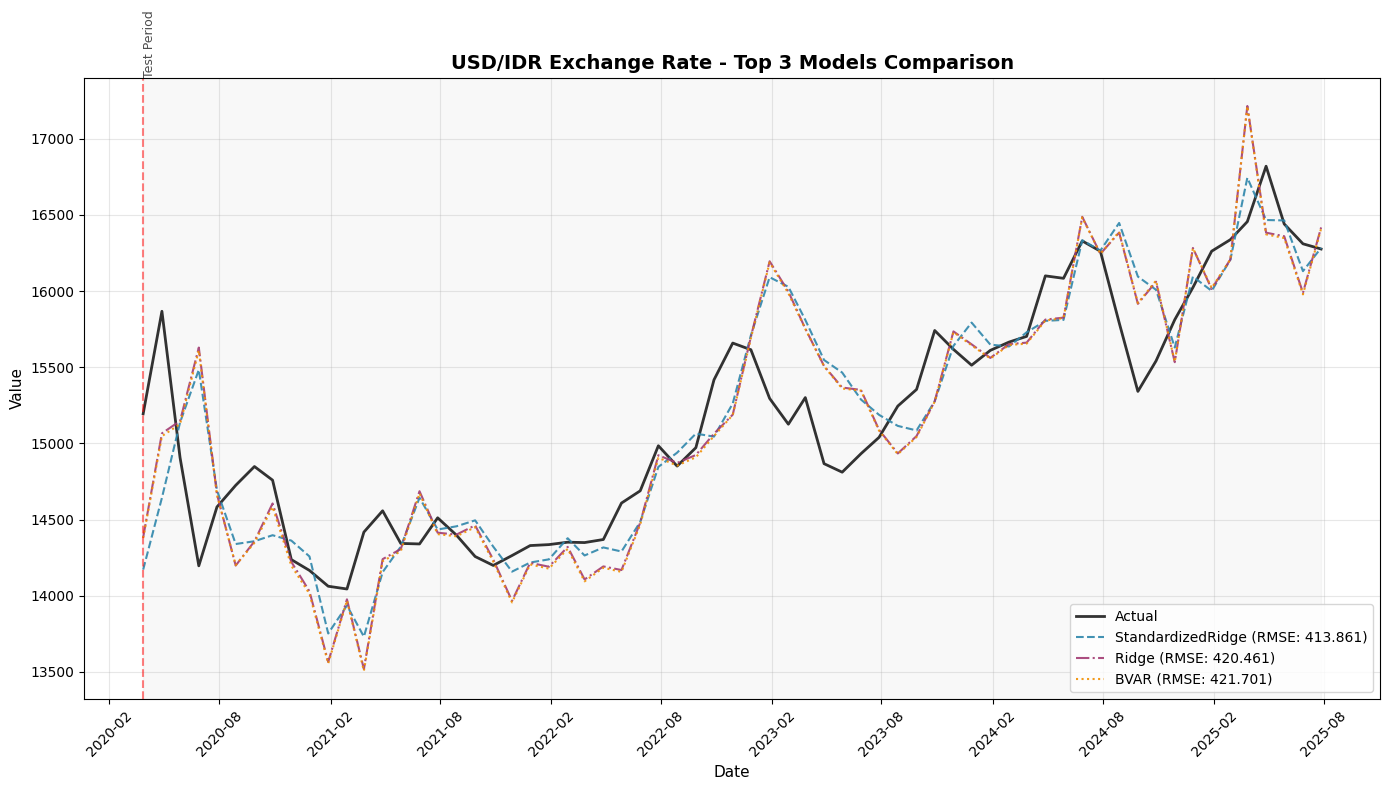 Test Period
USD/IDR Exchange Rate - Top 3 Models Comparison
Value
17000
16500
16000
15500
15000
14500
14000
13500
Actual
StandardizedRidge (RMSE: 413.861)
Ridge (RMSE: 420.461)
BVAR (RMSE: 421.701)
2020-02
2020-08
2021-02
2021-08
2022-02
2022-08
2023-02
2023-08
2024-02
2024-08
2025-02
2025-08
Date